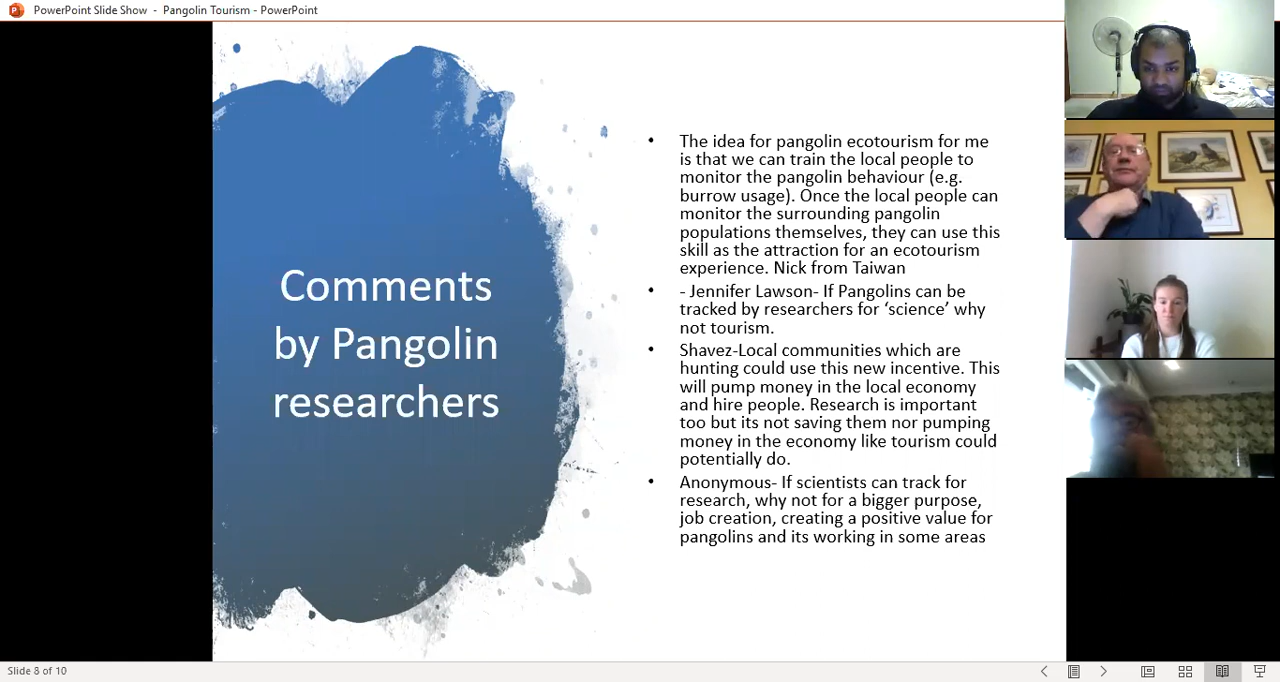 PowerPoint Slide Show - Pangolin Tourism - PowerPoint
Comments
by Pangolin
researchers
• The idea for pangolin ecotourism for me
is that we can train the local people to
monitor the pangolin behaviour (e.g.
burrow usage). Once the local people can
monitor the surrounding pangolin
populations themselves, they can use this
skill as the attraction for an ecotourism
experience. Nick from Taiwan
• - Jennifer Lawson- If Pangolins can be
tracked by researchers for ‘science’ why
not tourism.
• Shavez-Local communities which are
hunting could use this new incentive. This
will pump money in the local economy
and hire people. Research is important
too but its not saving them nor pumping
money in the economy like tourism could
potentially do.
• Anonymous- If scientists can track for
research, why not for a bigger purpose,
job creation, creating a positive value for
pangolins and its working in some areas
Slide 8 of 10